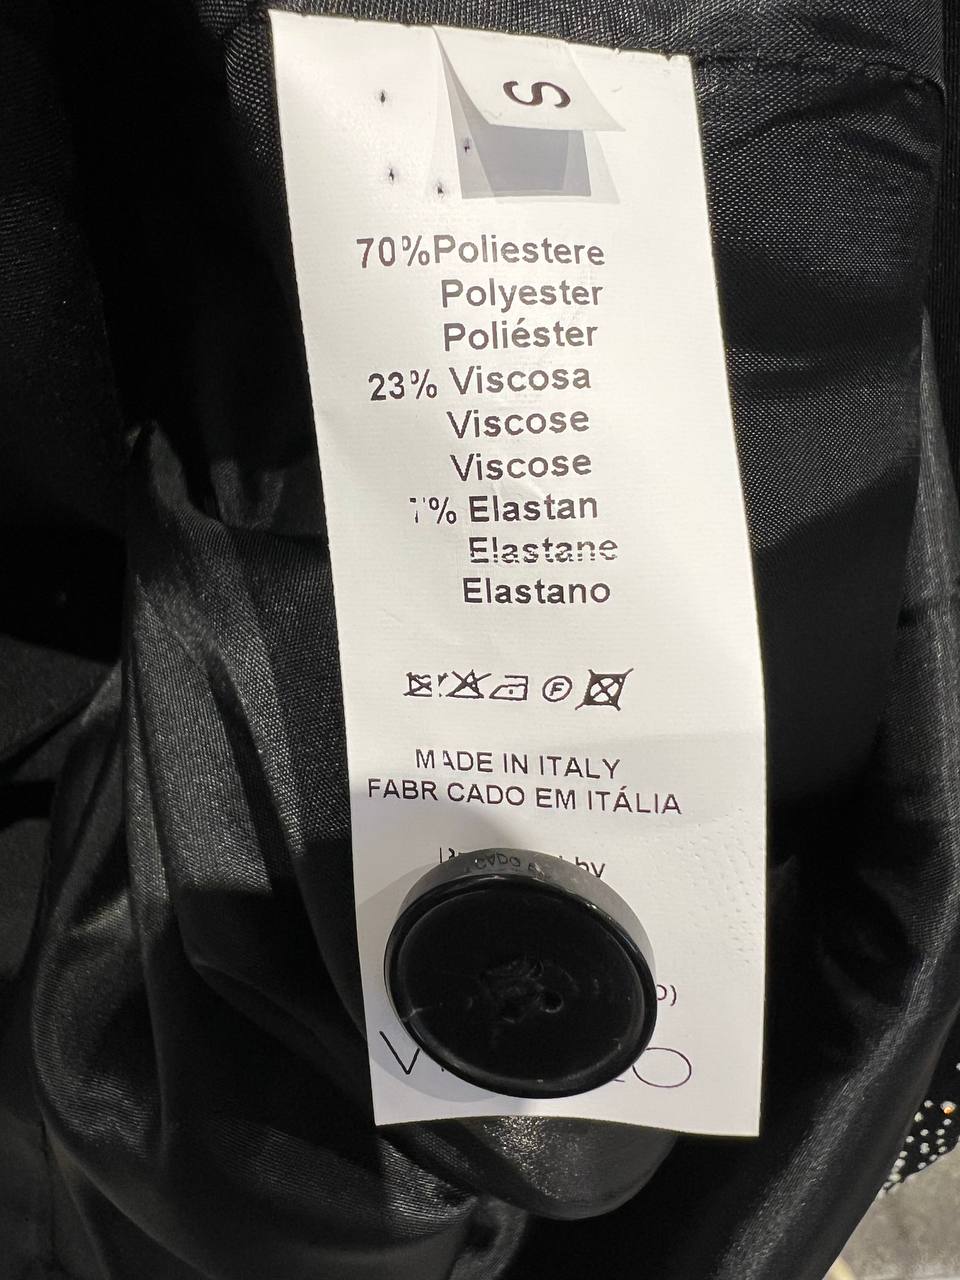 S
70%Poliestere
Polyester
Poliéster
23% Viscosa
Viscose
Viscose
7% Elastan
Elastane
Elastano
F
MADE IN ITALY
FABR CADO EM ITÁLIA
by